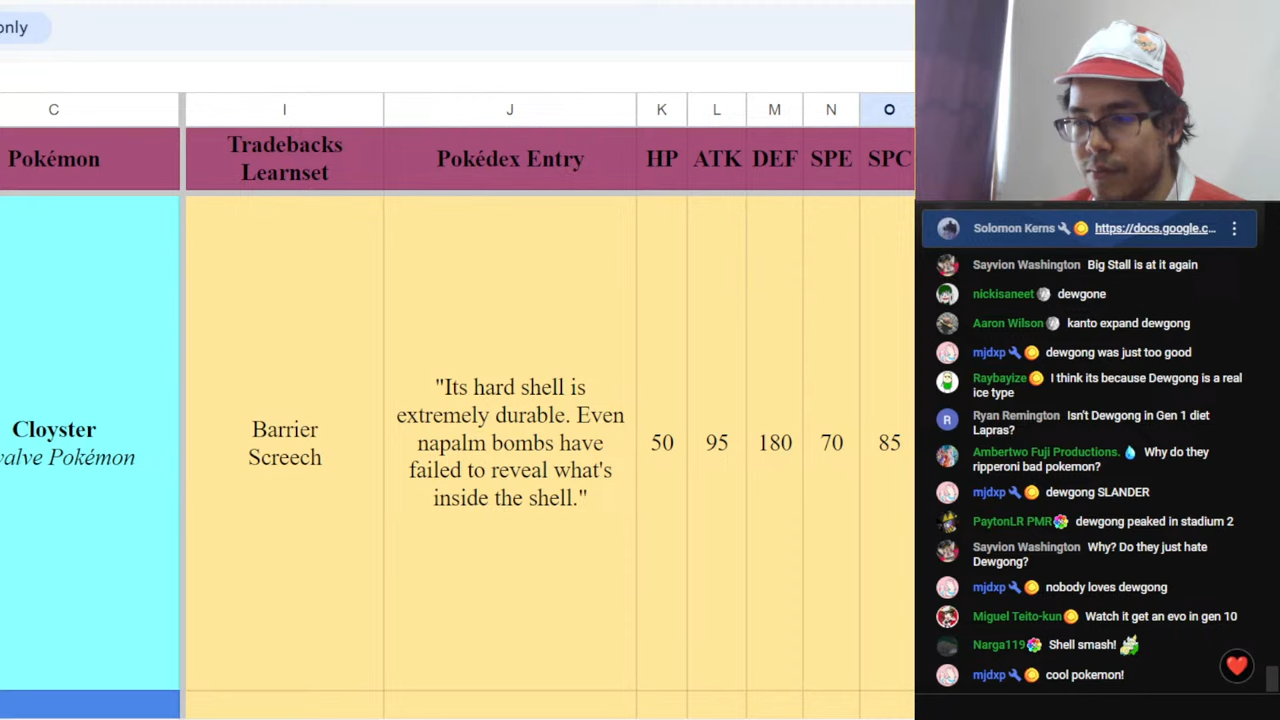 only
C
I
J
K
L
M
N
O
Pokémon
Tradebacks
Learnset
Pokédex Entry
HP
ATK
DEF
SPE
SPC
Cloyster
valve Pokémon
Barrier
Screech
"Its hard shell is
extremely durable. Even
napalm bombs have
failed to reveal what's
inside the shell."
50
95
180
70
85
Solomon Kerns https://docs.google.c...
Sayvion Washington Big Stall is at it again
nickisaneet dewgone
Aaron Wilson kanto expand dewgong
mjdxp dewgong was just too good
Raybayize I think its because Dewgong is a real
ice type
Ryan Remington Isn't Dewgong in Gen 1 diet
Lapras?
Ambertwo Fuji Productions. Why do they
ripperoni bad pokemon?
mjdxp dewgong SLANDER
PaytonLR PMR dewgong peaked in stadium 2
Sayvion Washington Why? Do they just hate
Dewgong?
mjdxp nobody loves dewgong
Miguel Teito-kun Watch it get an evo in gen 10
Narga119 Shell smash!
mjdxp cool pokemon!